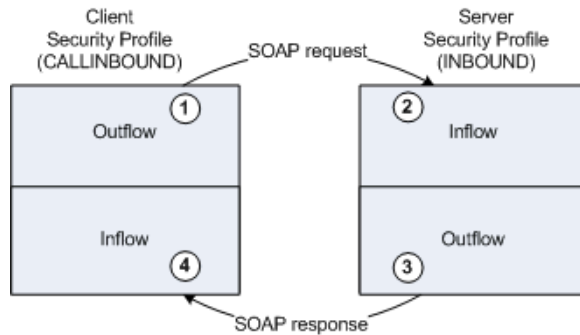 Client
Security Profile
(CALLINBOUND)
SOAP request
Server
Security Profile
(INBOUND)
1
Outflow
2
Inflow
Inflow
4
Outflow
3
SOAP response